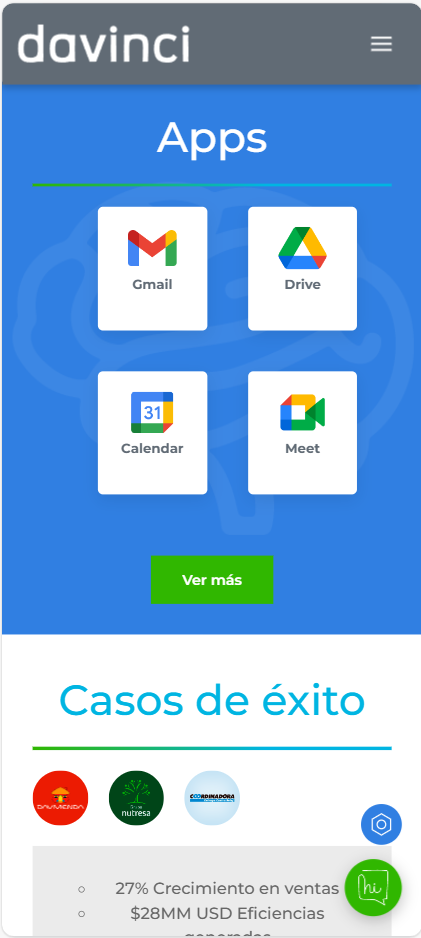 davinci
Apps
Gmail
Drive
31
Calendar
Meet
Ver más
Casos de éxito
DAVIVIENDA
Grupo
nutresa
COORDINADORA
27% Crecimiento en ventas
hi
$28MM USD Eficiencias
generadas